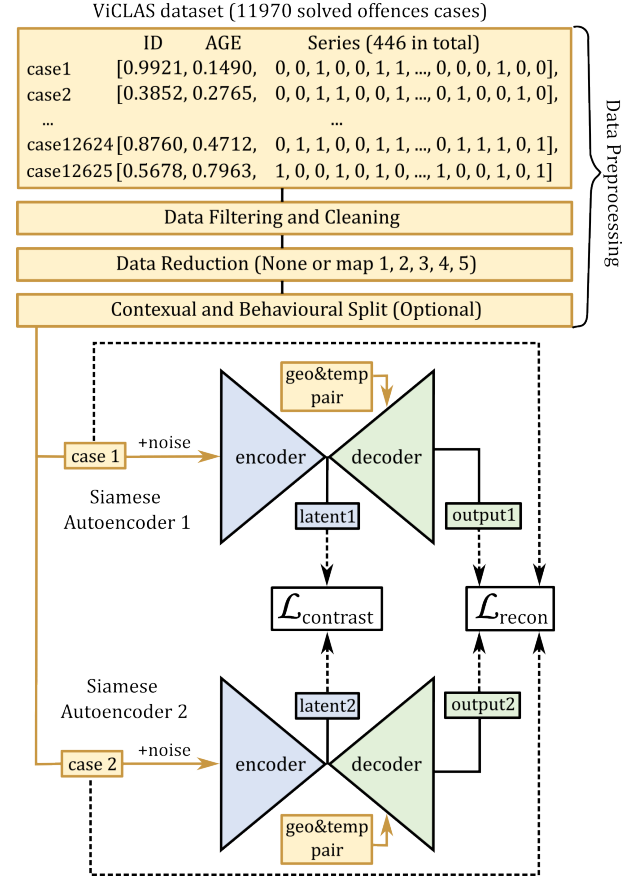 ViCLAS dataset (11970 solved offences cases)
ID AGE Series (446 in total)
case1 [0.9921, 0.1490, 0, 0, 1, 0, 0, 1, 1, ..., 0, 0, 0, 1, 0, 0],
case2 [0.3852, 0.2765, 0, 0, 1, 1, 0, 0, 1, ..., 0, 1, 0, 0, 1, 0],
... ...
case12624 [0.8760, 0.4712, 0, 1, 1, 0, 0, 1, 1, ..., 0, 1, 1, 1, 0, 1],
case12625 [0.5678, 0.7963, 1, 0, 0, 1, 0, 1, 0, ..., 1, 0, 0, 1, 0, 1]
Data Preprocessing
Data Filtering and Cleaning
Data Reduction (None or map 1, 2, 3, 4, 5)
Contexual and Behavioural Split (Optional)
geo&temp
pair
case 1
+noise
encoder
decoder
Siamese
Autoencoder 1
latent1
output1
ℒcontrast
ℒrecon
Siamese
Autoencoder 2
latent2
output2
case 2
+noise
encoder
decoder
geo&temp
pair